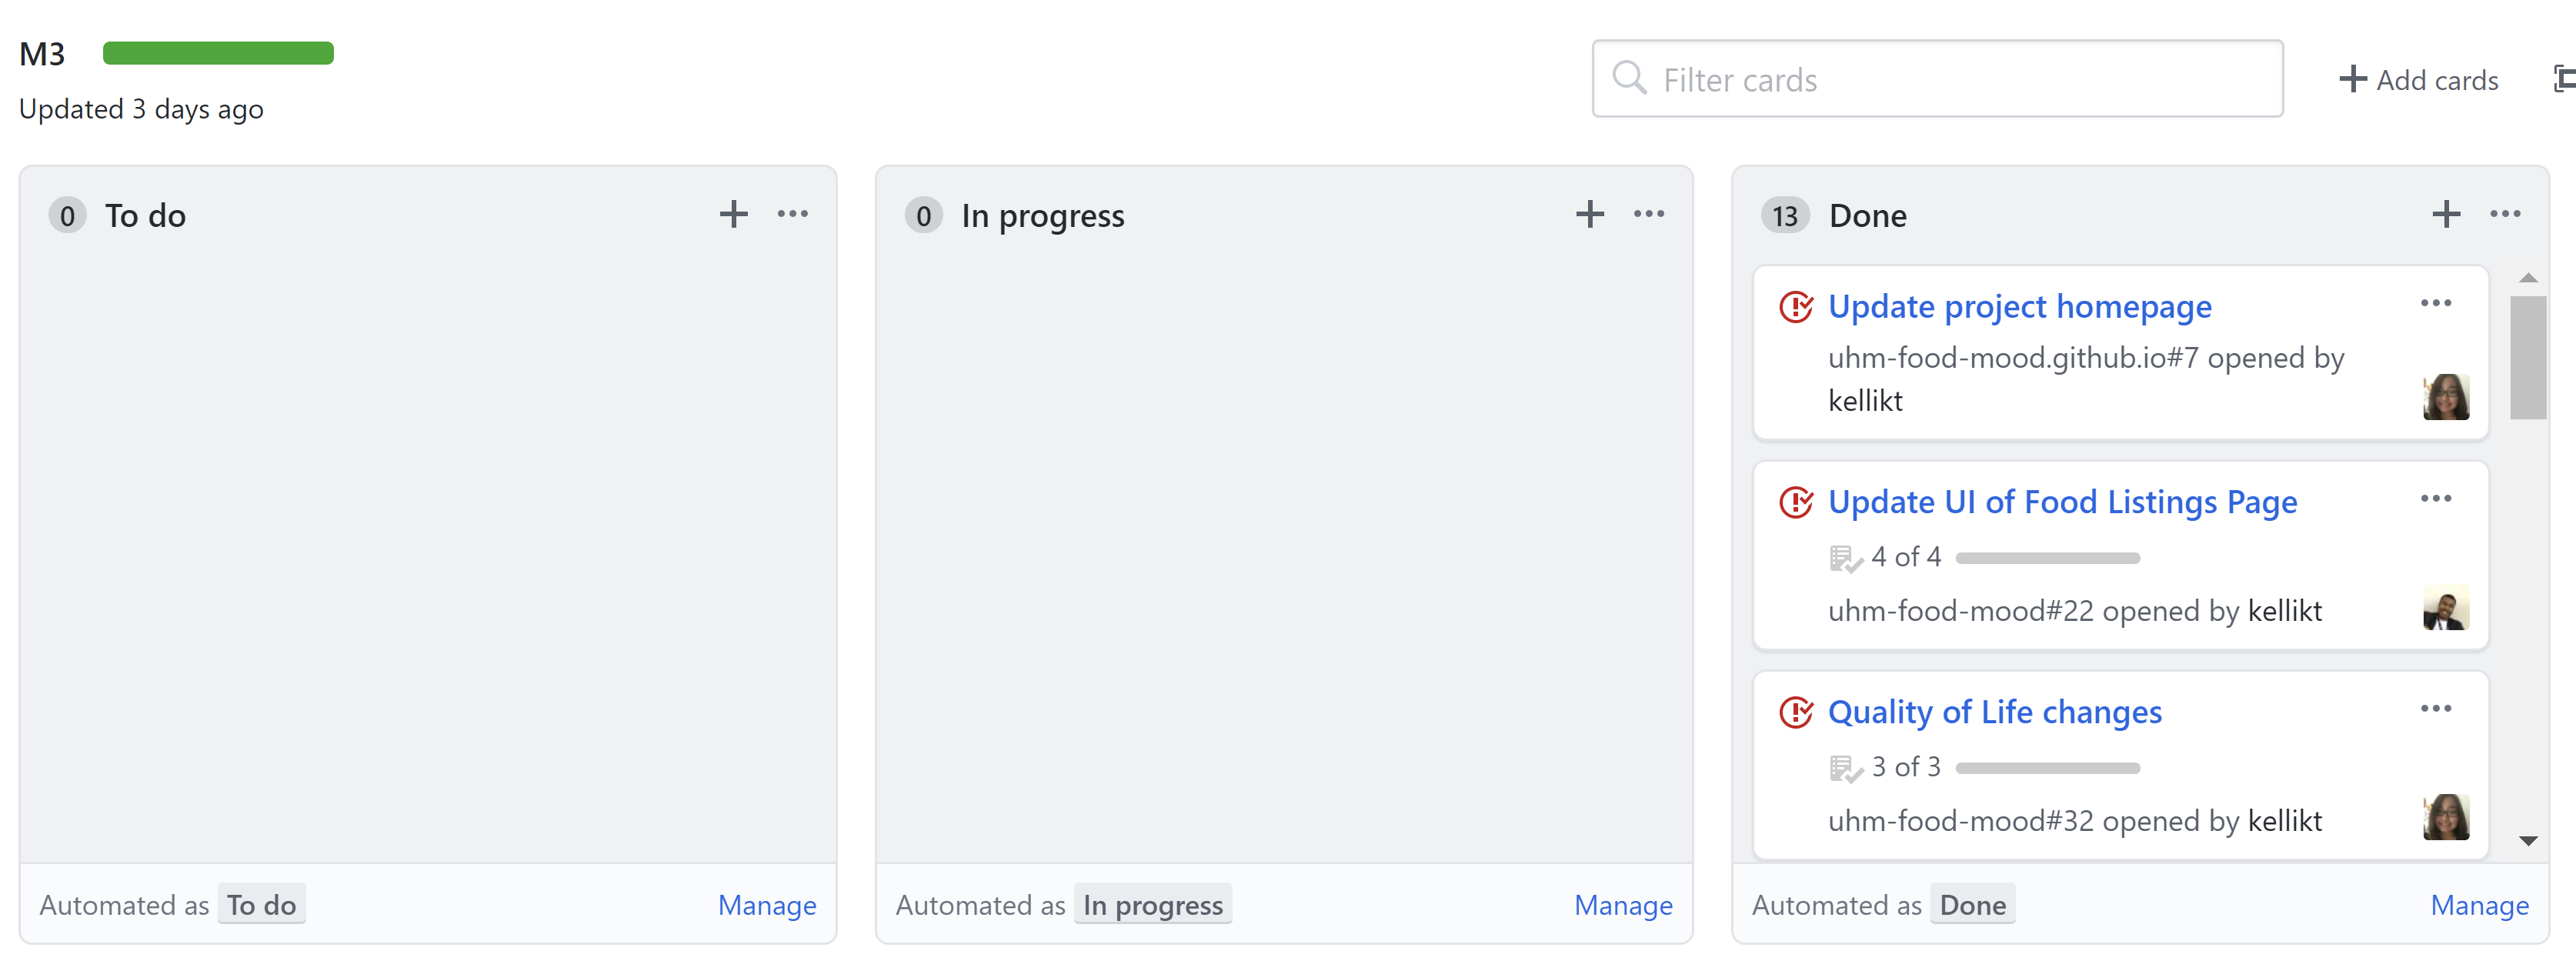 M3
Updated 3 days ago
Filter cards
Add cards
0 To do
0 In progress
13 Done
Update project homepage
uhm-food-mood.github.io#7 opened by
kellikt
Update UI of Food Listings Page
4 of 4
uhm-food-mood#22 opened by kellikt
Quality of Life changes
3 of 3
uhm-food-mood#32 opened by kellikt
Automated as To do Manage
Automated as In progress Manage
Automated as Done Manage